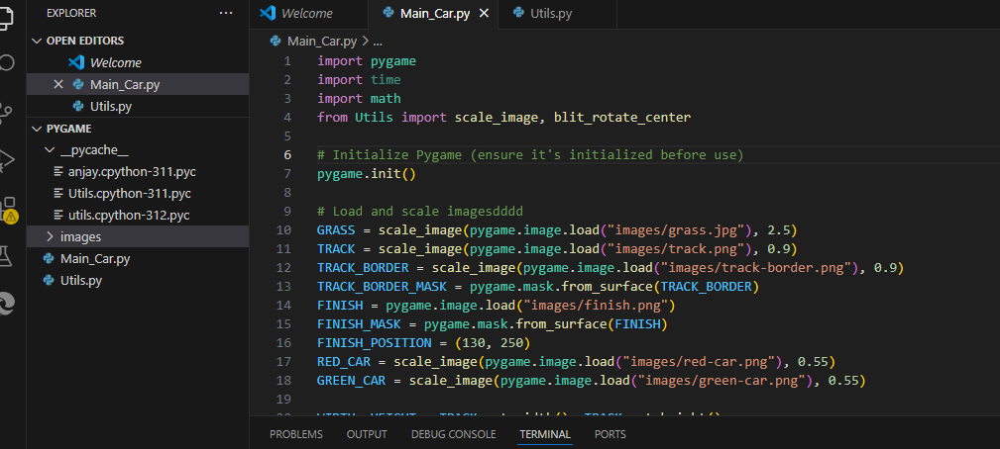 EXPLORER
OPEN EDITORS
Welcome
Main_Car.py
Utils.py
PYGAME
__pycache__
anjay.cpython-311.pyc
Utils.cpython-311.pyc
utils.cpython-312.pyc
images
Main_Car.py
Utils.py
Welcome Main_Car.py Utils.py
Main_Car.py > ...
1 import pygame
2 import time
3 import math
4 from Utils import scale_image, blit_rotate_center
5
6 # Initialize Pygame (ensure it's initialized before use)
7 pygame.init()
8
9 # Load and scale imagesdddd
10 GRASS = scale_image(pygame.image.load("images/grass.jpg"), 2.5)
11 TRACK = scale_image(pygame.image.load("images/track.png"), 0.9)
12 TRACK_BORDER = scale_image(pygame.image.load("images/track-border.png"), 0.9)
13 TRACK_BORDER_MASK = pygame.mask.from_surface(TRACK_BORDER)
14 FINISH = pygame.image.load("images/finish.png")
15 FINISH_MASK = pygame.mask.from_surface(FINISH)
16 FINISH_POSITION = (130, 250)
17 RED_CAR = scale_image(pygame.image.load("images/red-car.png"), 0.55)
18 GREEN_CAR = scale_image(pygame.image.load("images/green-car.png"), 0.55)
19
PROBLEMS OUTPUT DEBUG CONSOLE TERMINAL PORTS